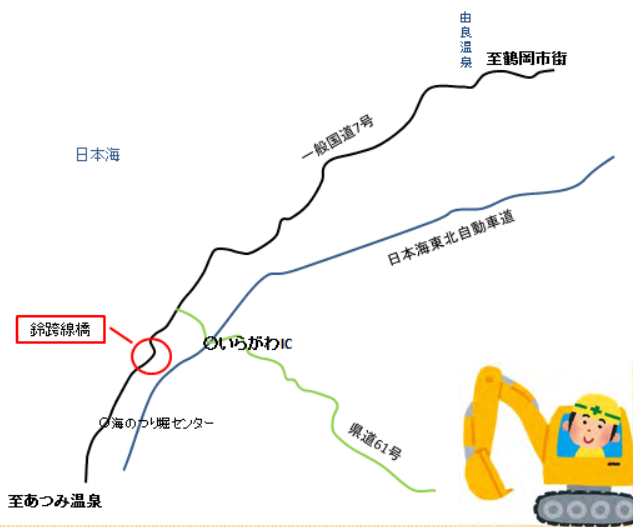 由良温泉
至鶴岡市街
一般国道7号
日本海
日本海東北自動車道
鈴跨線橋
〇いらがわIC
〇海のつり堀センター
県道61号
至あつみ温泉